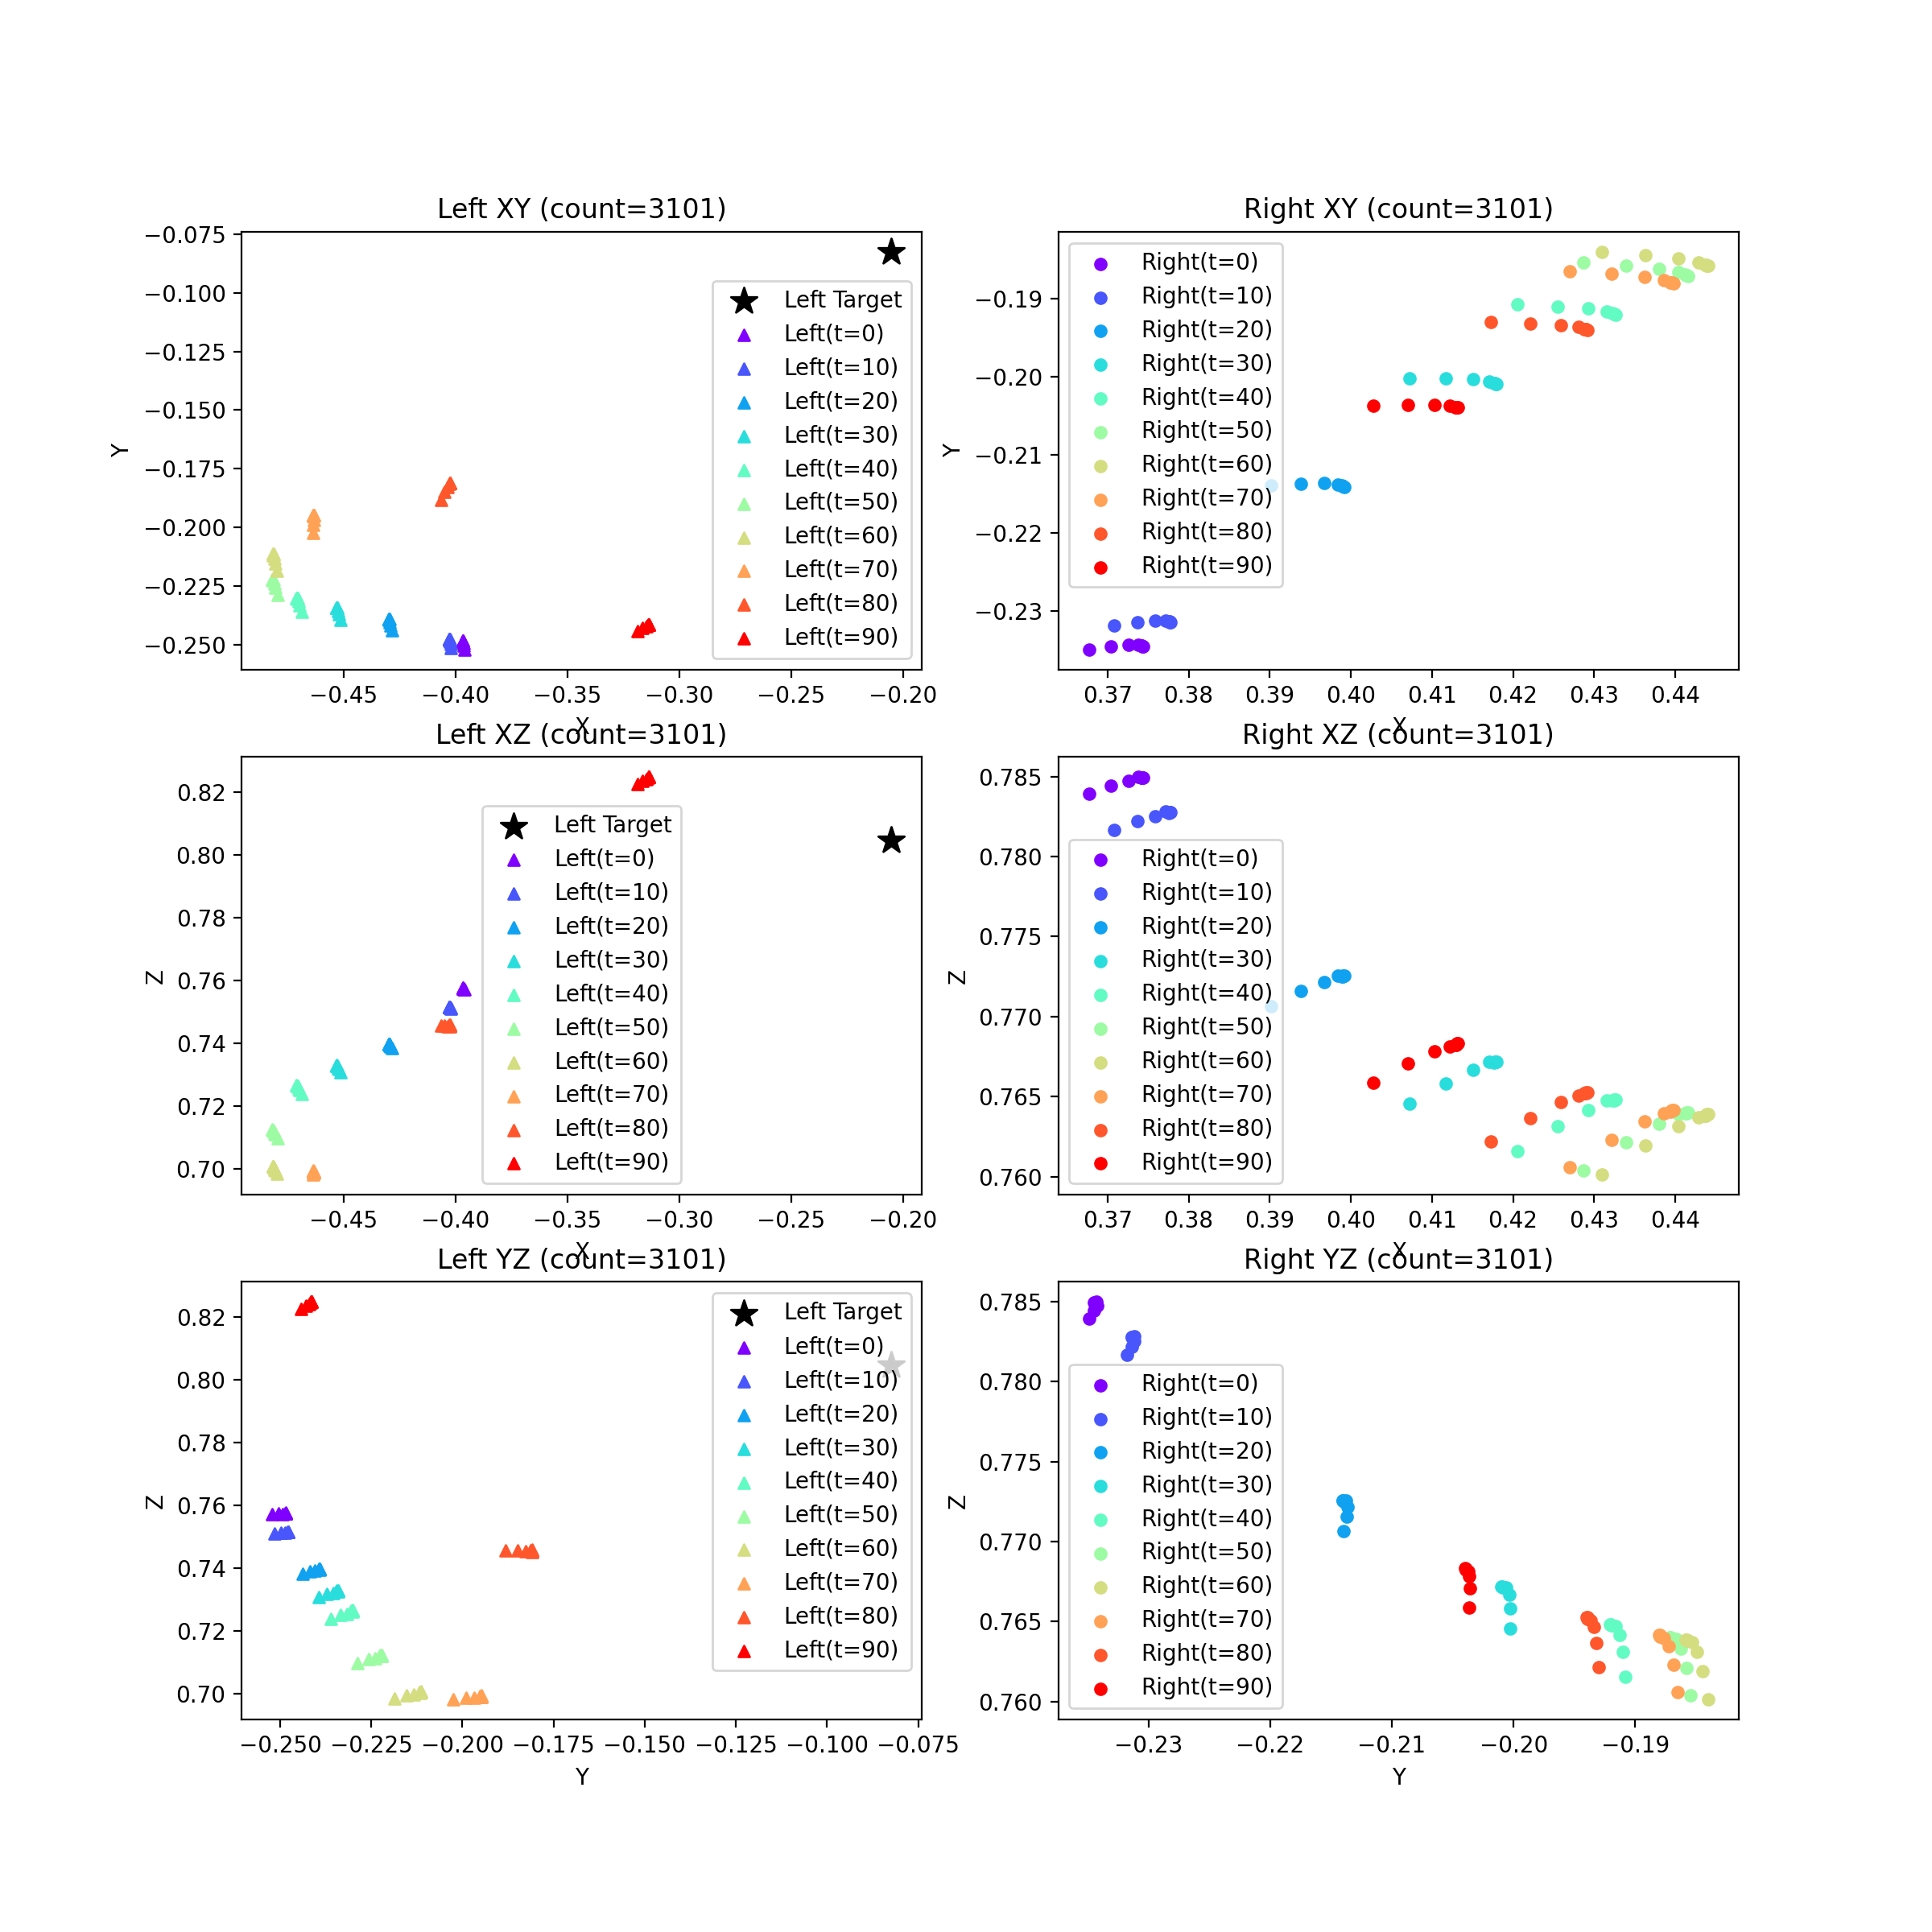 Left XY (count=3101)
−0.075
−0.100
−0.125
−0.150
−0.175
−0.200
−0.225
−0.250
Y
−0.45 −0.40 −0.35 −0.30 −0.25 −0.20
X
Left Target
Left(t=0)
Left(t=10)
Left(t=20)
Left(t=30)
Left(t=40)
Left(t=50)
Left(t=60)
Left(t=70)
Left(t=80)
Left(t=90)
Right XY (count=3101)
−0.19
−0.20
−0.21
−0.22
−0.23
Y
0.37 0.38 0.39 0.40 0.41 0.42 0.43 0.44
X
Right(t=0)
Right(t=10)
Right(t=20)
Right(t=30)
Right(t=40)
Right(t=50)
Right(t=60)
Right(t=70)
Right(t=80)
Right(t=90)
Left XZ (count=3101)
0.82
0.80
0.78
0.76
0.74
0.72
0.70
Z
−0.45 −0.40 −0.35 −0.30 −0.25 −0.20
X
Left Target
Left(t=0)
Left(t=10)
Left(t=20)
Left(t=30)
Left(t=40)
Left(t=50)
Left(t=60)
Left(t=70)
Left(t=80)
Left(t=90)
Right XZ (count=3101)
0.785
0.780
0.775
0.770
0.765
0.760
Z
0.37 0.38 0.39 0.40 0.41 0.42 0.43 0.44
X
Right(t=0)
Right(t=10)
Right(t=20)
Right(t=30)
Right(t=40)
Right(t=50)
Right(t=60)
Right(t=70)
Right(t=80)
Right(t=90)
Left YZ (count=3101)
0.82
0.80
0.78
0.76
0.74
0.72
0.70
Z
−0.250 −0.225 −0.200 −0.175 −0.150 −0.125 −0.100 −0.075
Y
Left Target
Left(t=0)
Left(t=10)
Left(t=20)
Left(t=30)
Left(t=40)
Left(t=50)
Left(t=60)
Left(t=70)
Left(t=80)
Left(t=90)
Right YZ (count=3101)
0.785
0.780
0.775
0.770
0.765
0.760
Z
−0.23 −0.22 −0.21 −0.20 −0.19
Y
Right(t=0)
Right(t=10)
Right(t=20)
Right(t=30)
Right(t=40)
Right(t=50)
Right(t=60)
Right(t=70)
Right(t=80)
Right(t=90)